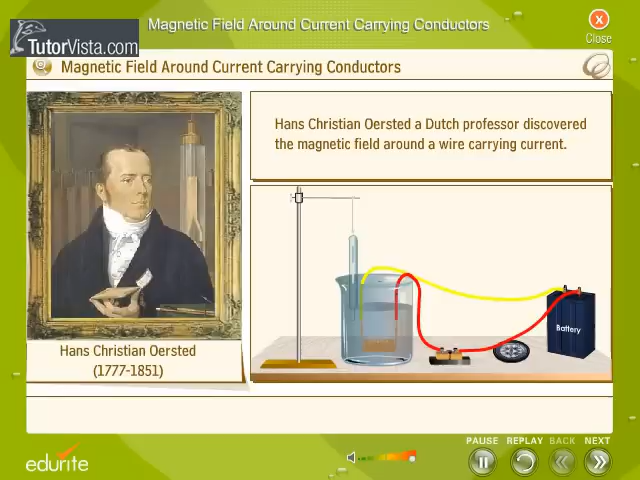 Magnetic Field Around Current Carrying Conductors
TutorVista.com
Close
Magnetic Field Around Current Carrying Conductors
Hans Christian Oersted a Dutch professor discovered
the magnetic field around a wire carrying current.
Battery
Hans Christian Oersted
(1777-1851)
PAUSE REPLAY BACK NEXT
edurite